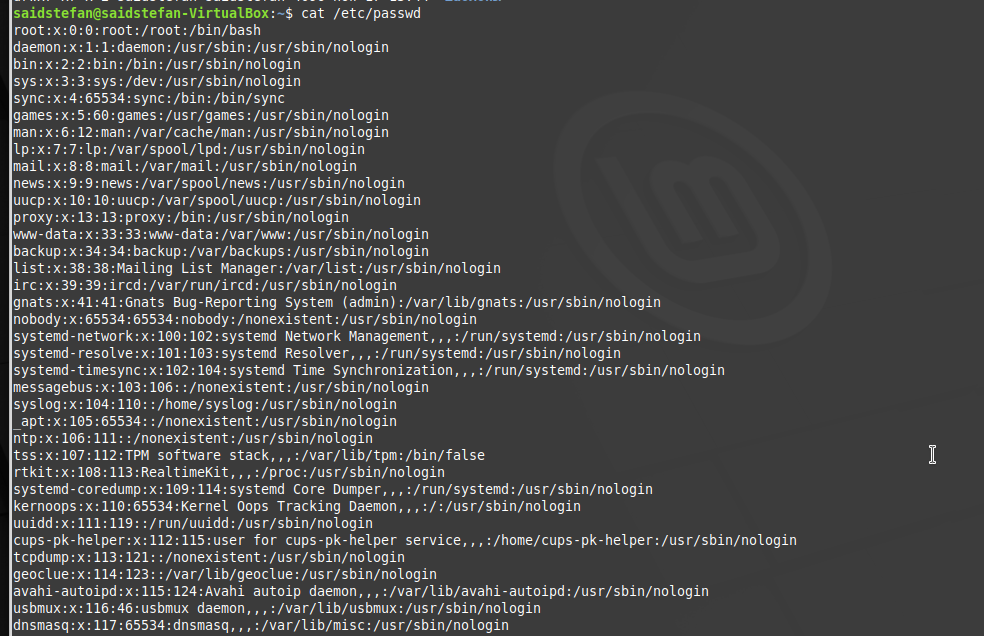 saidstefan@saidstefan-VirtualBox:~$ cat /etc/passwd
root:x:0:0:root:/root:/bin/bash
daemon:x:1:1:daemon:/usr/sbin:/usr/sbin/nologin
bin:x:2:2:bin:/bin:/usr/sbin/nologin
sys:x:3:3:sys:/dev:/usr/sbin/nologin
sync:x:4:65534:sync:/bin:/bin/sync
games:x:5:60:games:/usr/games:/usr/sbin/nologin
man:x:6:12:man:/var/cache/man:/usr/sbin/nologin
lp:x:7:7:lp:/var/spool/lpd:/usr/sbin/nologin
mail:x:8:8:mail:/var/mail:/usr/sbin/nologin
news:x:9:9:news:/var/spool/news:/usr/sbin/nologin
uucp:x:10:10:uucp:/var/spool/uucp:/usr/sbin/nologin
proxy:x:13:13:proxy:/bin:/usr/sbin/nologin
www-data:x:33:33:www-data:/var/www:/usr/sbin/nologin
backup:x:34:34:backup:/var/backups:/usr/sbin/nologin
list:x:38:38:Mailing List Manager:/var/list:/usr/sbin/nologin
irc:x:39:39:ircd:/var/run/ircd:/usr/sbin/nologin
gnats:x:41:41:Gnats Bug-Reporting System (admin):/var/lib/gnats:/usr/sbin/nologin
nobody:x:65534:65534:nobody:/nonexistent:/usr/sbin/nologin
systemd-network:x:100:102:systemd Network Management,,,:/run/systemd:/usr/sbin/nologin
systemd-resolve:x:101:103:systemd Resolver,,,:/run/systemd:/usr/sbin/nologin
systemd-timesync:x:102:104:systemd Time Synchronization,,,:/run/systemd:/usr/sbin/nologin
messagebus:x:103:106::/nonexistent:/usr/sbin/nologin
syslog:x:104:110::/home/syslog:/usr/sbin/nologin
_apt:x:105:65534::/nonexistent:/usr/sbin/nologin
ntp:x:106:111::/nonexistent:/usr/sbin/nologin
tss:x:107:112:TPM software stack,,,:/var/lib/tpm:/bin/false
rtkit:x:108:113:RealtimeKit,,,:/proc:/usr/sbin/nologin
systemd-coredump:x:109:114:systemd Core Dumper,,,:/run/systemd:/usr/sbin/nologin
kernoops:x:110:65534:Kernel Oops Tracking Daemon,,,:/:/usr/sbin/nologin
uuidd:x:111:119::/run/uuidd:/usr/sbin/nologin
cups-pk-helper:x:112:115:user for cups-pk-helper service,,,:/home/cups-pk-helper:/usr/sbin/nologin
tcpdump:x:113:121::/nonexistent:/usr/sbin/nologin
geoclue:x:114:123::/var/lib/geoclue:/usr/sbin/nologin
avahi-autoipd:x:115:124:Avahi autoip daemon,,,:/var/lib/avahi-autoipd:/usr/sbin/nologin
usbmux:x:116:46:usbmux daemon,,,:/var/lib/usbmux:/usr/sbin/nologin
dnsmasq:x:117:65534:dnsmasq,,,:/var/lib/misc:/usr/sbin/nologin